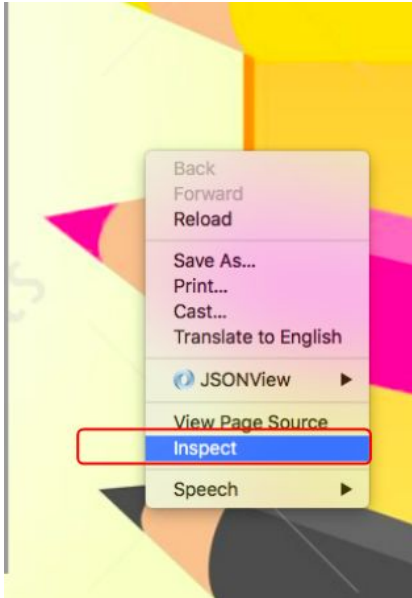 Back
Forward
Reload
Save As...
Print...
Cast...
Translate to English
JSONView
View Page Source
Inspect
Speech